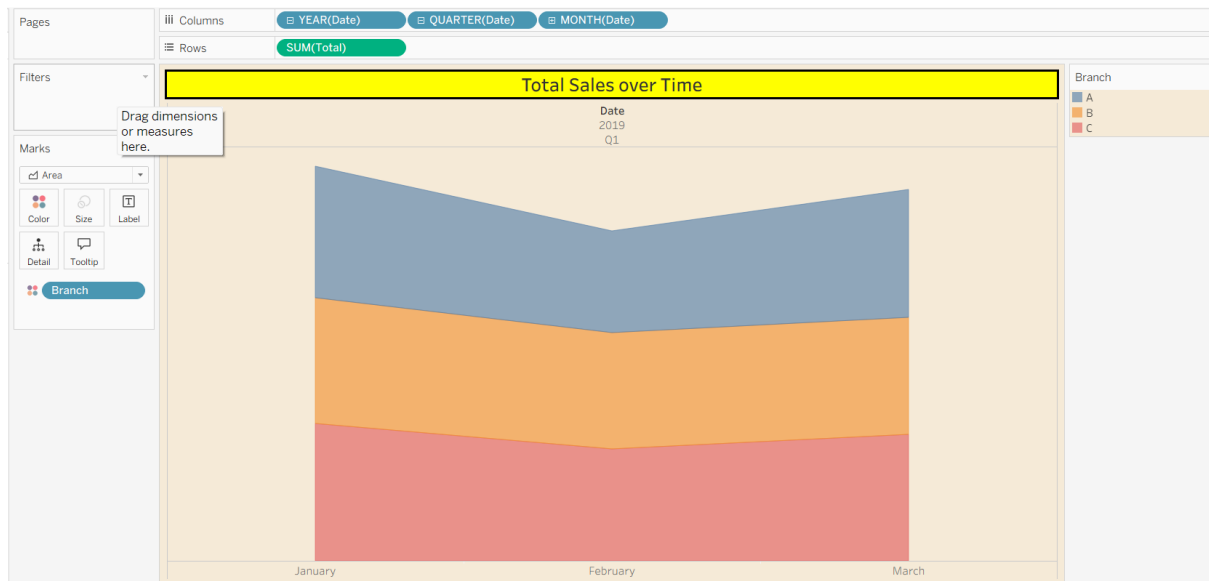 Pages
Columns
YEAR(Date)
QUARTER(Date)
MONTH(Date)
Rows
SUM(Total)
Filters
Drag dimensions
or measures
here.
Marks
Area
Color
Size
Label
Detail
Tooltip
Branch
Total Sales over Time
Date
2019
Q1
January
February
March
Branch
A
B
C